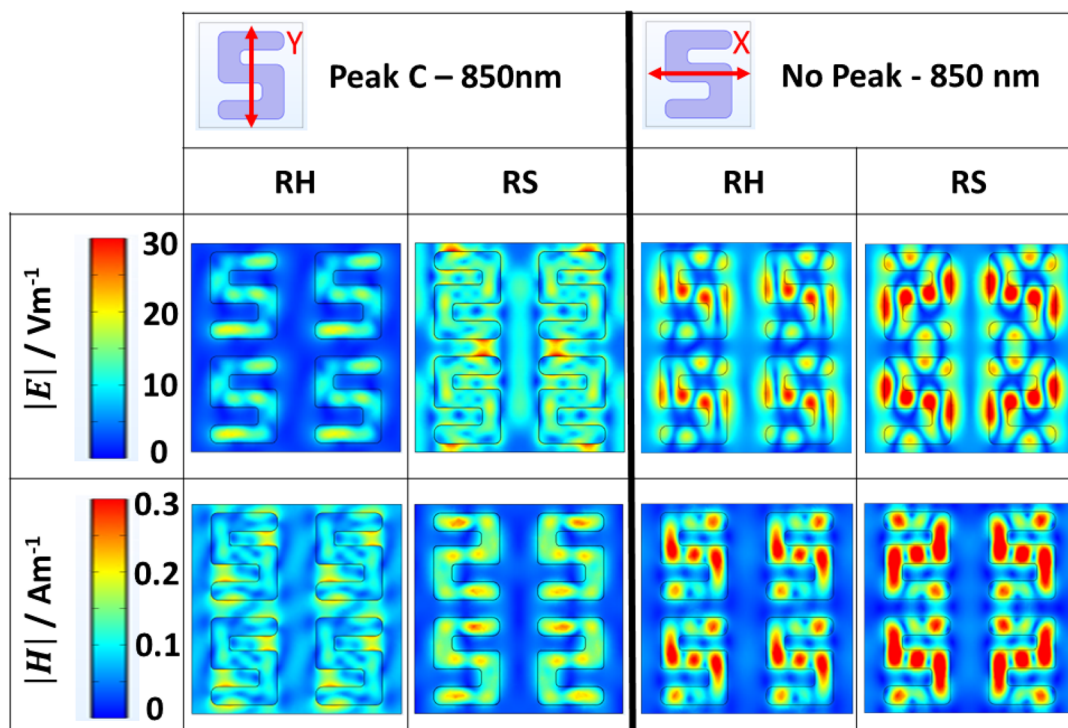 Y
Peak C – 850nm
X
No Peak - 850 nm
RH
RS
RH
RS
|E| / Vm⁻¹
30
20
10
0
|H| / Am⁻¹
0.3
0.2
0.1
0